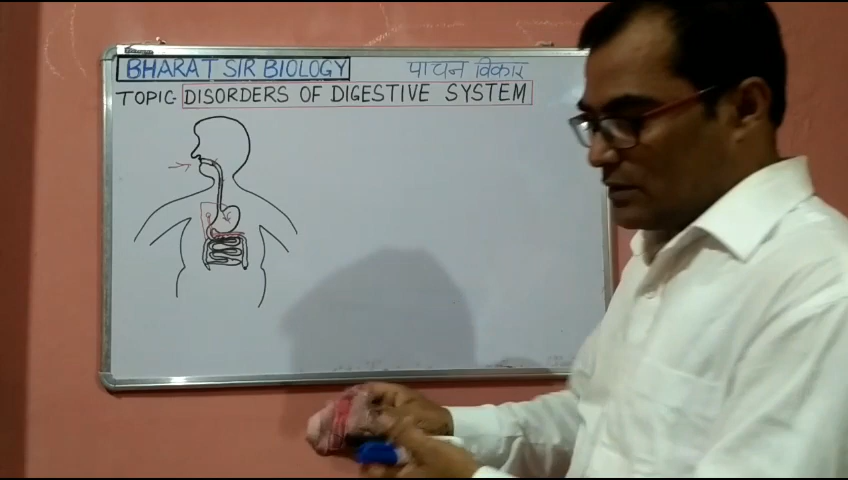 BHARAT SIR BIOLOGY पाचन विकार
TOPIC- DISORDERS OF DIGESTIVE SYSTEM